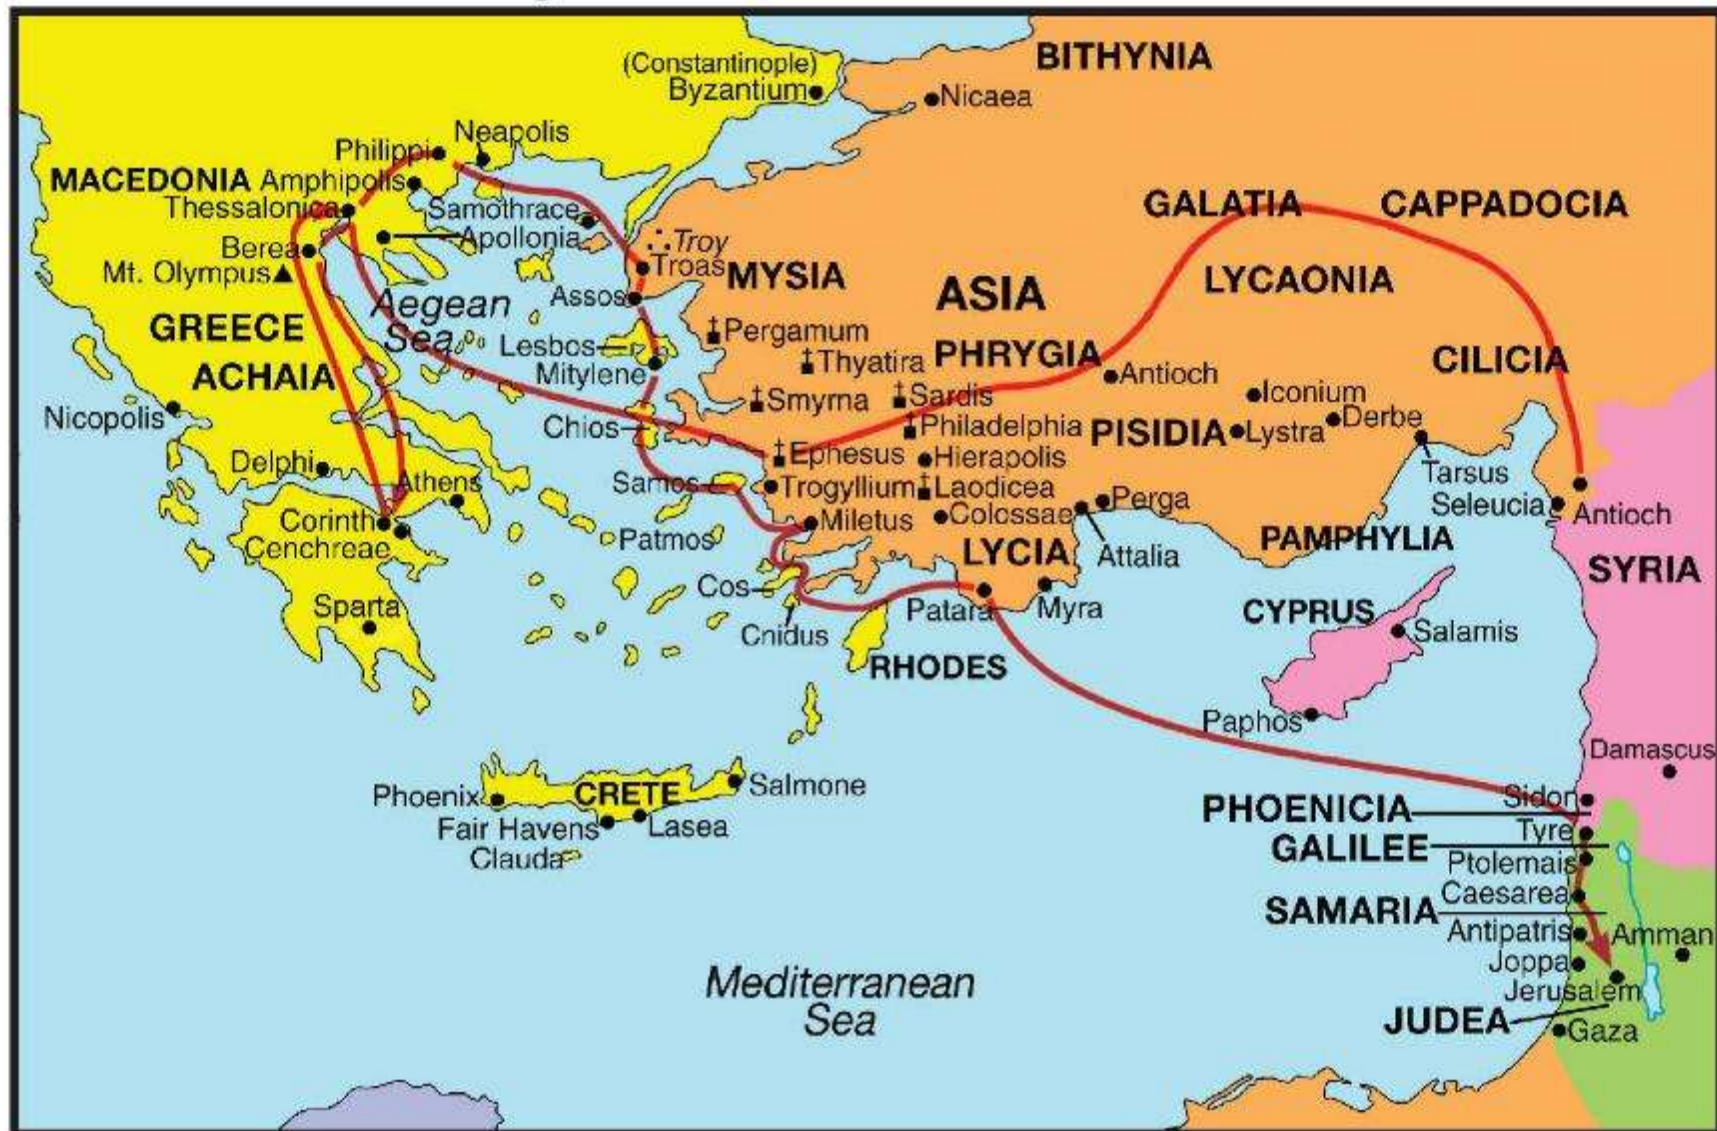 BITHYNIA
(Constantinople)
Byzantium
Nicaea
Neapolis
Philippi
MACEDONIA
Amphipolis
Thessalonica
Samothrace
Apollonia
GALATIA
CAPPADOCIA
Berea
Troy
Troas
Mt. Olympus
MYSIA
LYCAONIA
Aegean
Sea
Assos
ASIA
GREECE
Pergamum
Lesbos
Thyatira
PHRYGIA
CILICIA
ACHAIA
Mitylene
Antioch
Nicopolis
Smyrna
Sardis
Iconium
Chios
Philadelphia
PISIDIA
Lystra
Derbe
Delphi
Ephesus
Hierapolis
Tarsus
Athens
Samos
Trogyllium
Laodicea
Perga
Seleucia
Antioch
Corinth
Miletus
Colossae
Cenchreae
Patmos
LYCIA
Attalia
PAMPHYLIA
SYRIA
Cos
Sparta
Patara
Myra
CYPRUS
Cnidus
Salamis
RHODES
Paphos
Damascus
Phoenix
CRETE
Salmone
Sidon
PHOENICIA
Fair Havens
Lasea
Tyre
Clauda
GALILEE
Ptolemais
Caesarea
SAMARIA
Antipatris
Amman
Joppa
Mediterranean
Sea
Jerusalem
JUDEA
Gaza